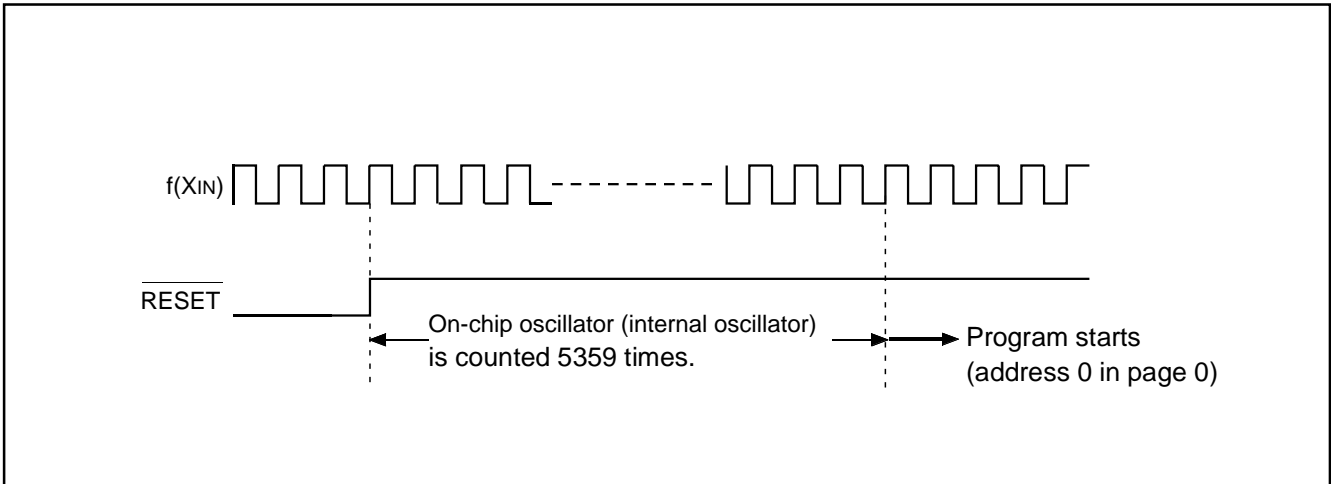 f(XIN)
RESET
On-chip oscillator (internal oscillator)
is counted 5359 times.
Program starts
(address 0 in page 0)